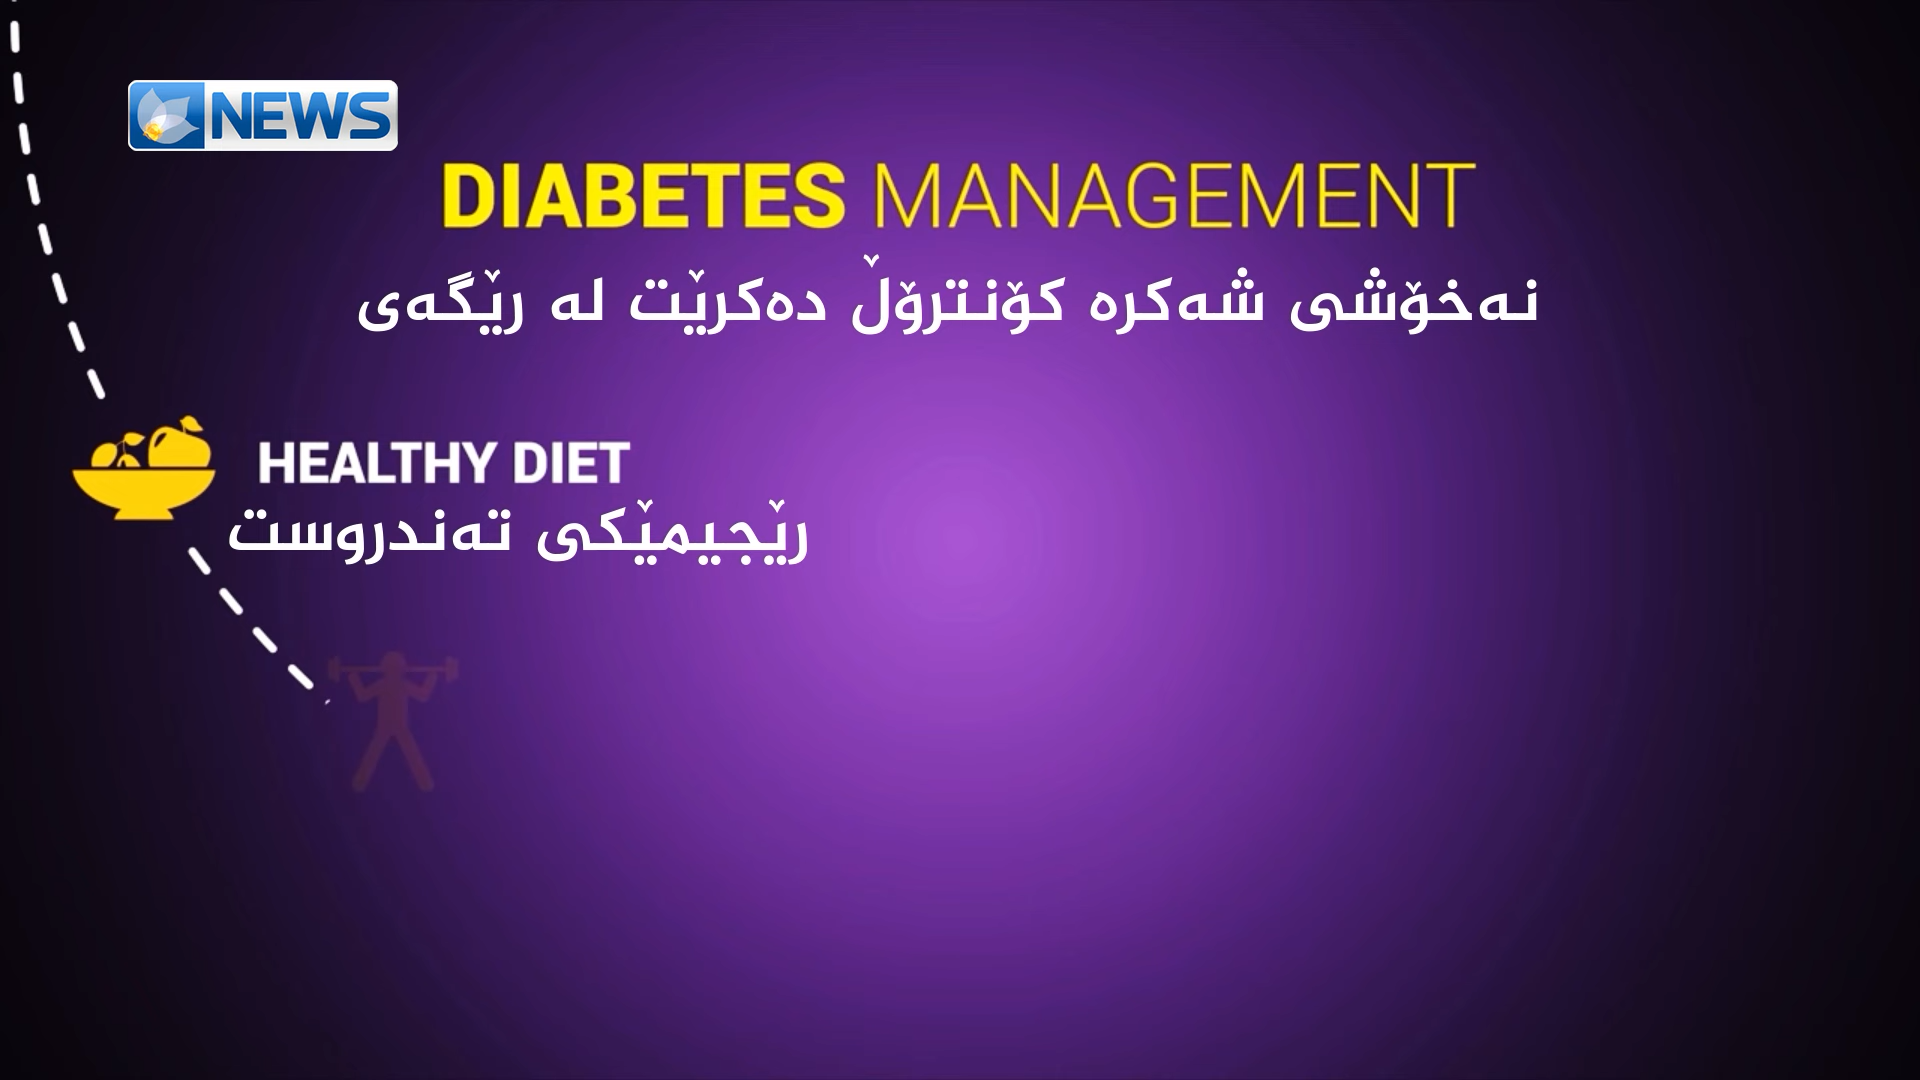 NEWS
DIABETES MANAGEMENT
نەخۆشی شەکرە کۆنترۆڵ دەکرێت لە رێگەی
HEALTHY DIET
رێجیمێکی تەندروست